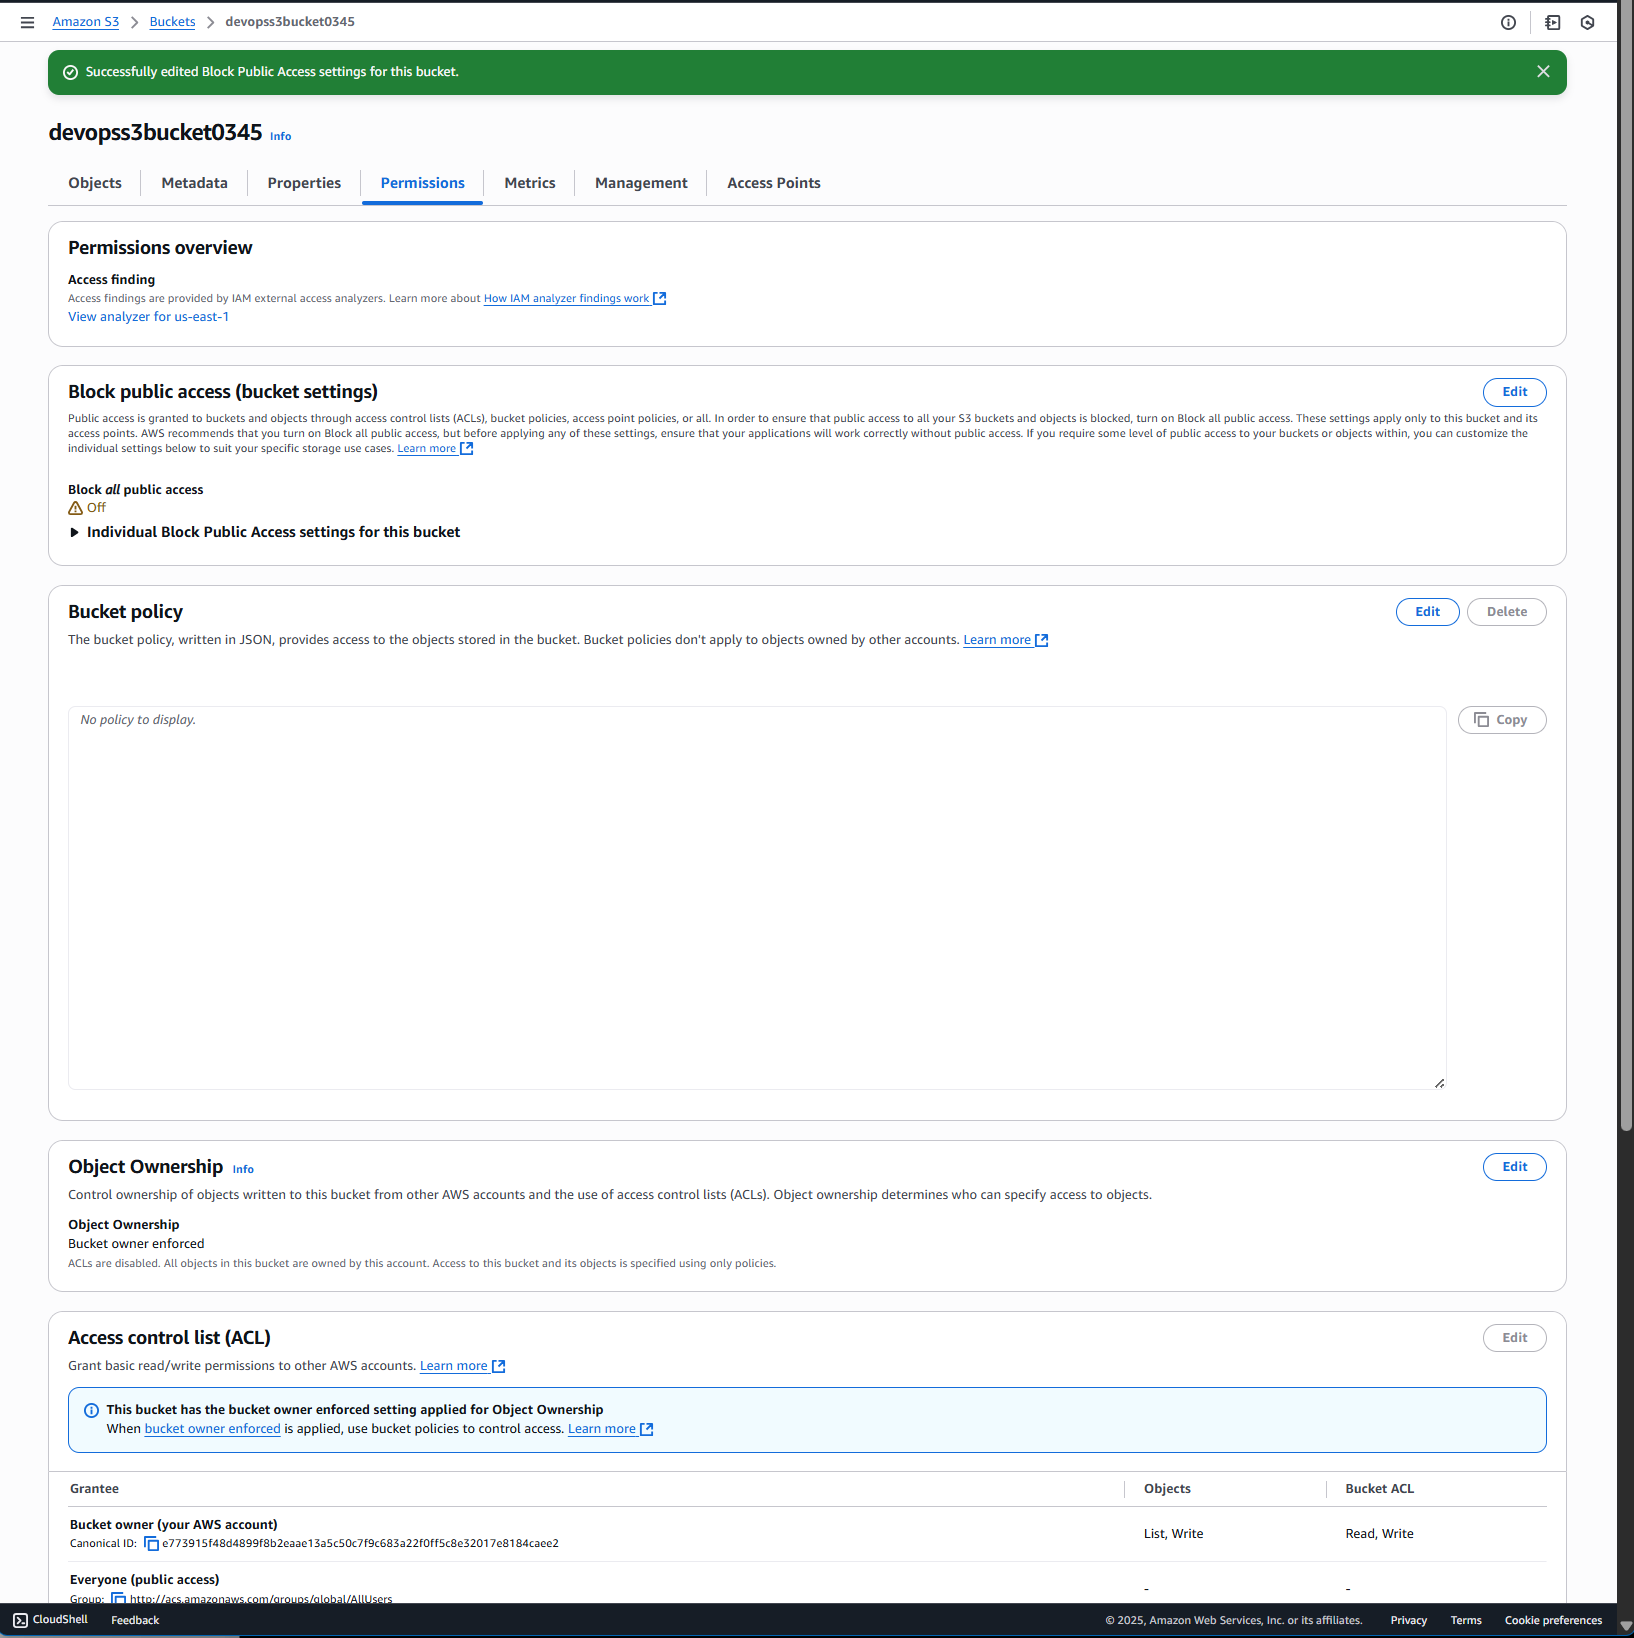 Amazon S3 > Buckets > devopss3bucket0345
Successfully edited Block Public Access settings for this bucket.
devopss3bucket0345 Info
Objects Metadata Properties Permissions Metrics Management Access Points
Permissions overview
Access finding
Access findings are provided by IAM external access analyzers. Learn more about How IAM analyzer findings work
View analyzer for us-east-1
Block public access (bucket settings) Edit
Public access is granted to buckets and objects through access control lists (ACLs), bucket policies, access point policies, or all. In order to ensure that public access to all your S3 buckets and objects is blocked, turn on Block all public access. These settings apply only to this bucket and its
access points. AWS recommends that you turn on Block all public access, but before applying any of these settings, ensure that your applications will work correctly without public access. If you require some level of public access to your buckets or objects within, you can customize the
individual settings below to suit your specific storage use cases. Learn more
Block all public access
Off
Individual Block Public Access settings for this bucket
Bucket policy Edit Delete
The bucket policy, written in JSON, provides access to the objects stored in the bucket. Bucket policies don't apply to objects owned by other accounts. Learn more
No policy to display. Copy
Object Ownership Info Edit
Control ownership of objects written to this bucket from other AWS accounts and the use of access control lists (ACLs). Object ownership determines who can specify access to objects.
Object Ownership
Bucket owner enforced
ACLs are disabled. All objects in this bucket are owned by this account. Access to this bucket and its objects is specified using only policies.
Access control list (ACL) Edit
Grant basic read/write permissions to other AWS accounts. Learn more
This bucket has the bucket owner enforced setting applied for Object Ownership
When bucket owner enforced is applied, use bucket policies to control access. Learn more
Grantee Objects Bucket ACL
Bucket owner (your AWS account)
Canonical ID: e773915f48d4899f8b2eaae13a5c50c7f9c683a22f0ff5c8e32017e8184caee2 List, Write Read, Write
Everyone (public access)
Group: http://acs.amazonaws.com/groups/global/AllUsers - -
CloudShell Feedback © 2025, Amazon Web Services, Inc. or its affiliates. Privacy Terms Cookie preferences